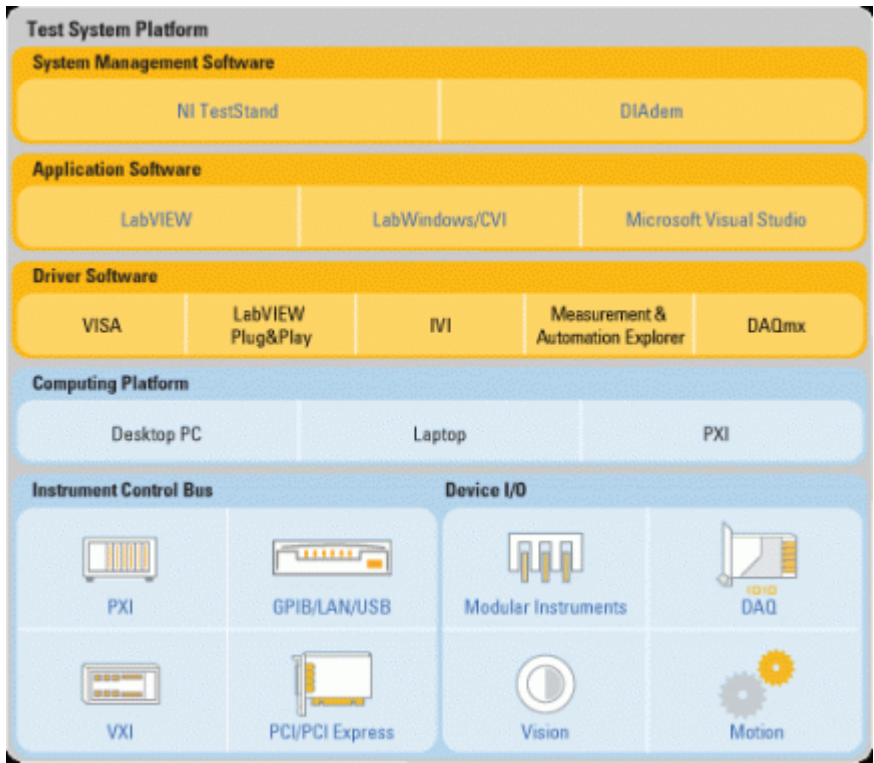 Test System Platform
System Management Software
NI TestStand
DIAdem
Application Software
LabVIEW
LabWindows/CVI
Microsoft Visual Studio
Driver Software
VISA
LabVIEW
Plug&Play
IVI
Measurement &
Automation Explorer
DAQmx
Computing Platform
Desktop PC
Laptop
PXI
Instrument Control Bus
PXI
GPIB/LAN/USB
VXI
PCI/PCI Express
Device I/O
Modular Instruments
1010
DAQ
Vision
Motion